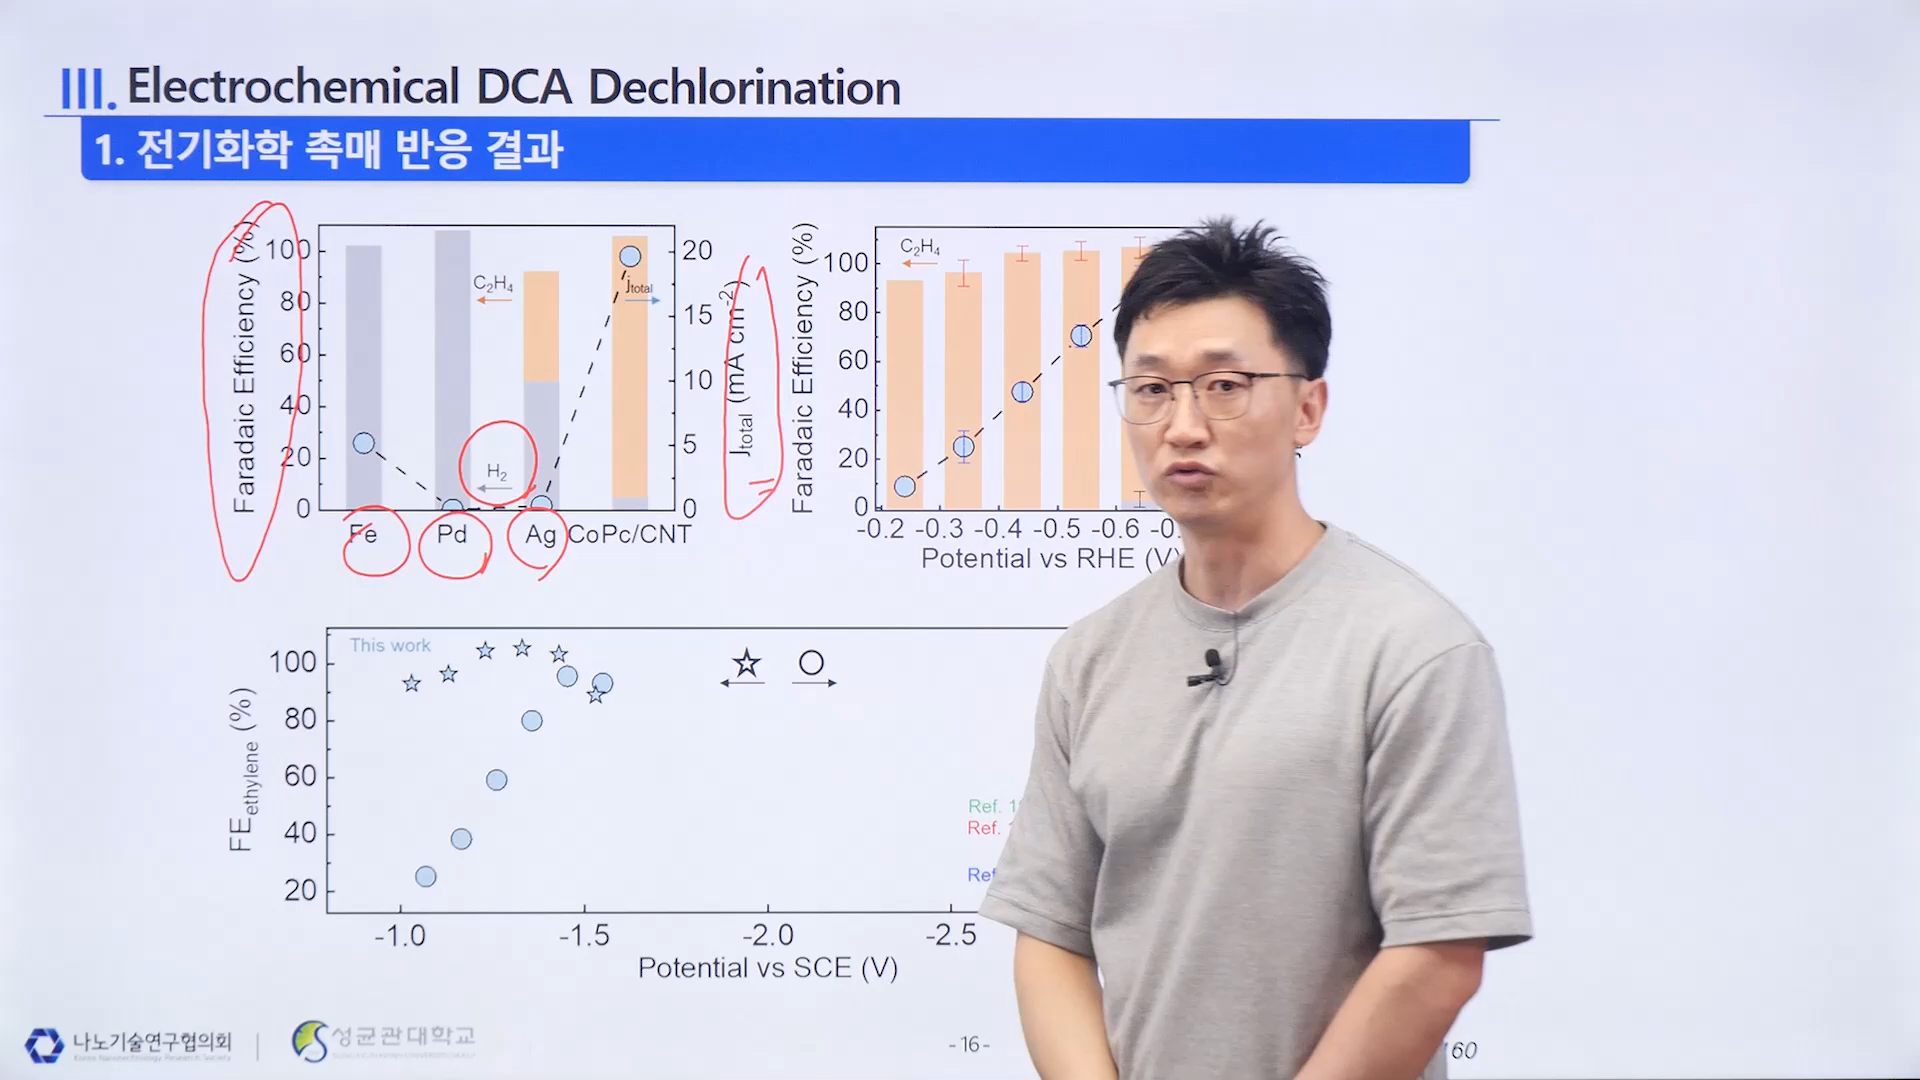 III. Electrochemical DCA Dechlorination
1. 전기화학 촉매 반응 결과
Faradaic Efficiency (%)
100
80
60
40
20
0
C2H4
H2
jtotal
Fe
Pd
Ag
CoPc/CNT
20
15
10
5
0
Jtotal (mA cm-2)
Faradaic Efficiency (%)
100
80
60
40
20
0
C2H4
-0.2 -0.3 -0.4 -0.5 -0.6
Potential vs RHE (V)
FEethylene (%)
100
80
60
40
20
This work
Ref.
Ref.
-1.0 -1.5 -2.0 -2.5
Potential vs SCE (V)
나노기술연구협의회
성균관대학교
-16-
60